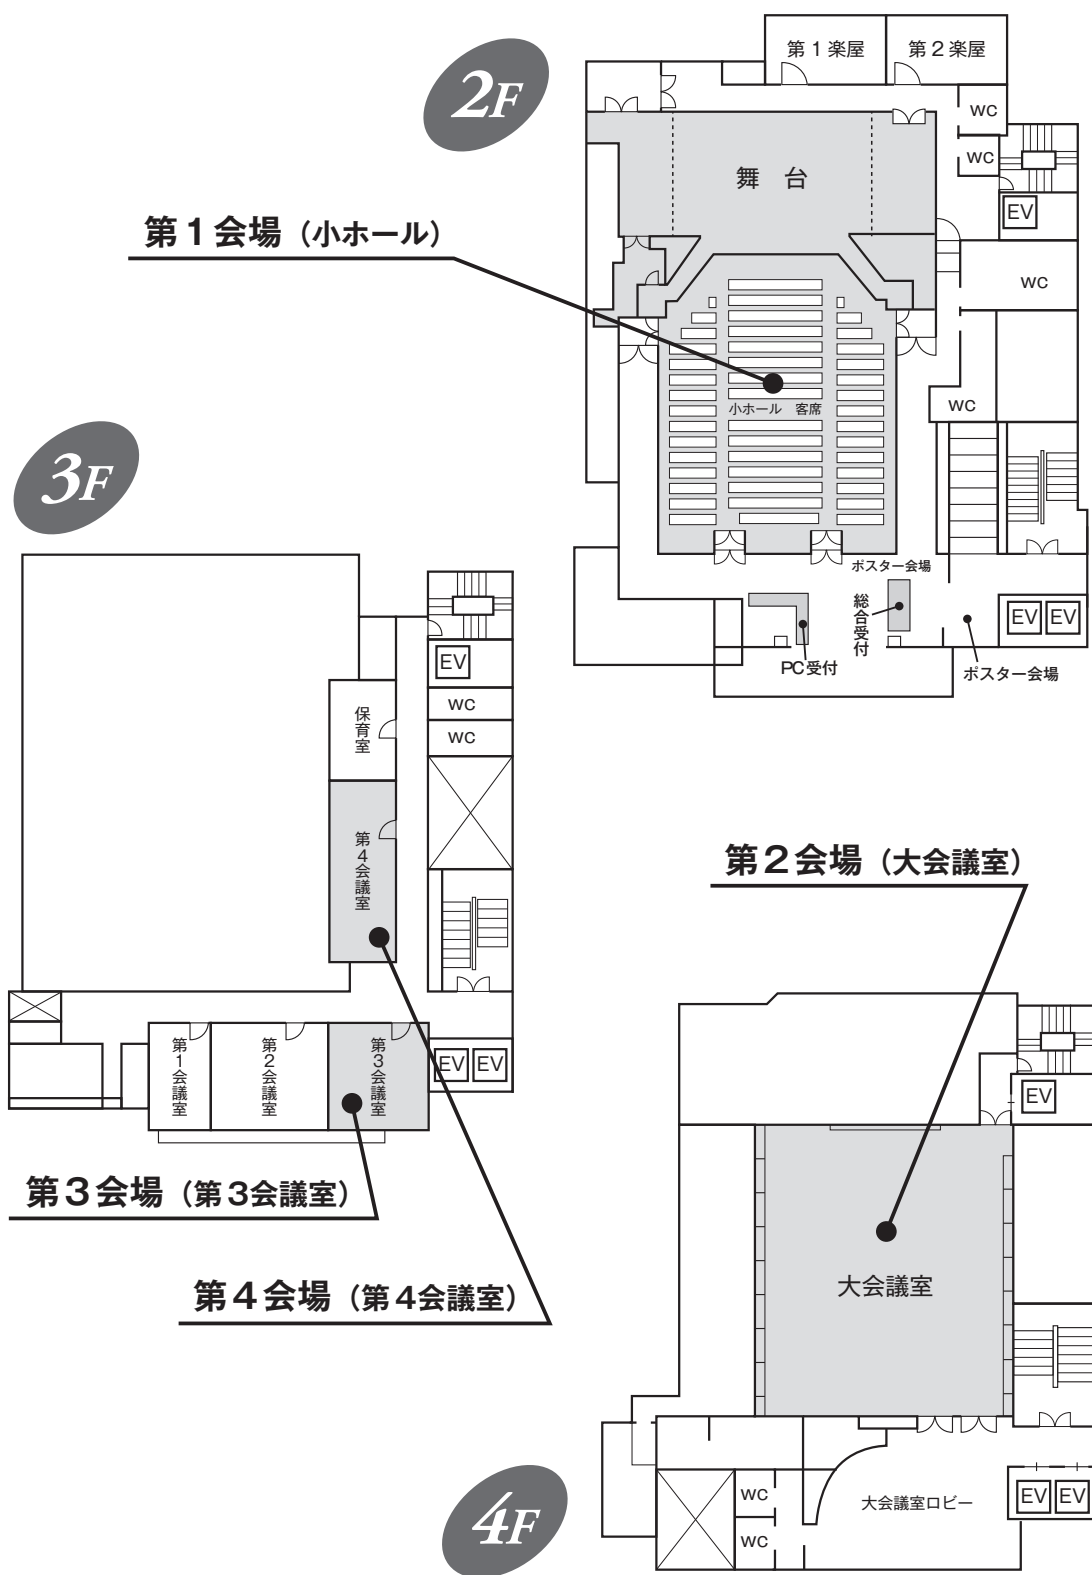 2F
第1楽屋
第2楽屋
WC
WC
舞 台
EV
第1会場(小ホール)
WC
WC
小ホール 客席
ポスター会場
総合受付
EV
EV
PC受付
ポスター会場
3F
EV
WC
WC
保育室
第4会議室
第1会議室
第2会議室
第3会議室
EV
EV
第3会場(第3会議室)
第4会場(第4会議室)
第2会場(大会議室)
EV
大会議室
大会議室ロビー
EV
EV
WC
WC
4F